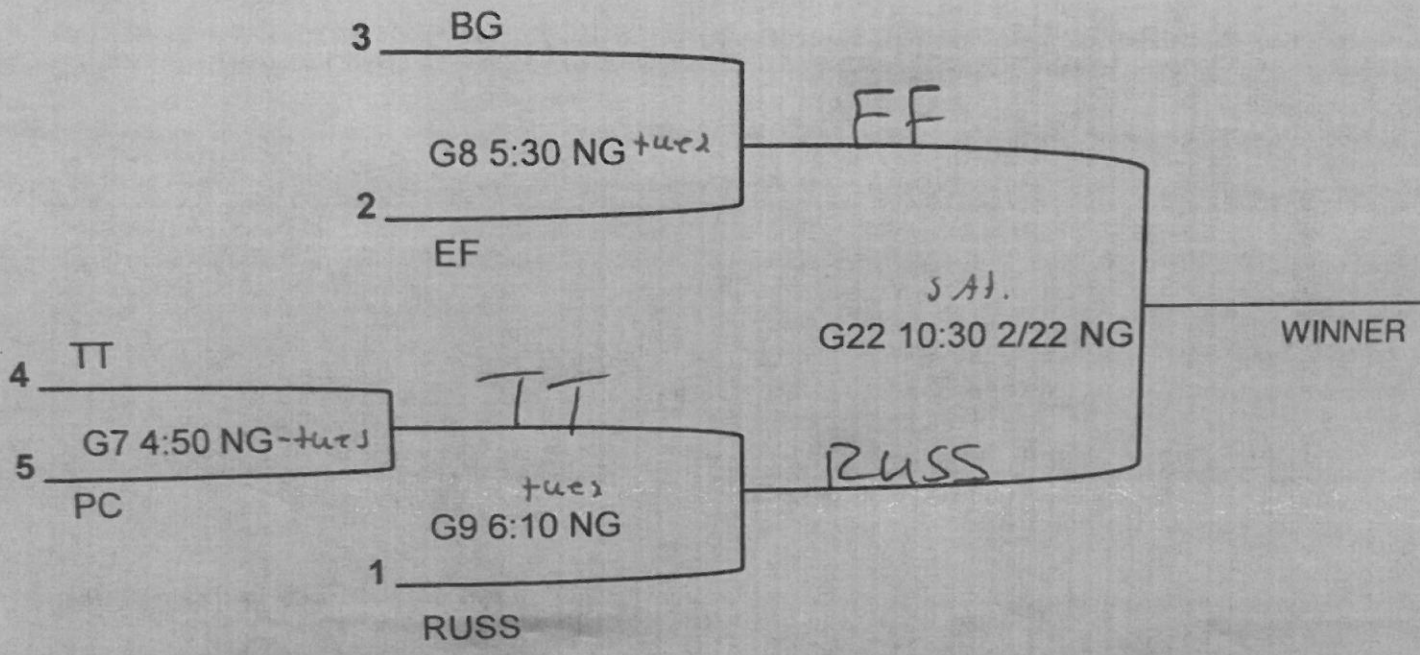 3 BG
G8 5:30 NG tues
2
EF
EF
SAT.
G22 10:30 2/22 NG
WINNER
4 TT
G7 4:50 NG-tues
5
PC
TT
tues
G9 6:10 NG
1
RUSS
RUSS